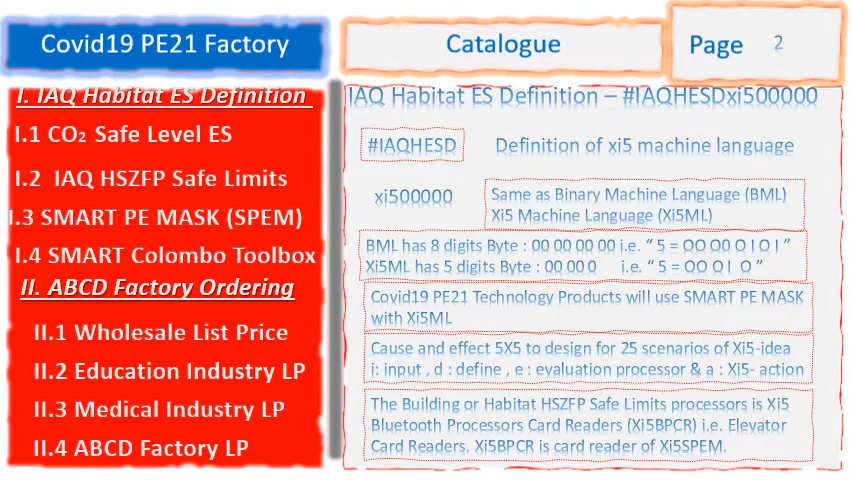 Covid19 PE21 Factory
Catalogue
Page 2
I. IAQ Habitat ES Definition
I.1 CO₂ Safe Level ES
I.2 IAQ HSZFP Safe Limits
I.3 SMART PE MASK (SPEM)
I.4 SMART Colombo Toolbox
II. ABCD Factory Ordering
II.1 Wholesale List Price
II.2 Education Industry LP
II.3 Medical Industry LP
II.4 ABCD Factory LP
IAQ Habitat ES Definition – #IAQHESDxi500000
#IAQHESD Definition of xi5 machine language
xi500000
Same as Binary Machine Language (BML)
Xi5 Machine Language (Xi5ML)
BML has 8 digits Byte : 00 00 00 00 i.e. “ 5 = OO OO O I O I ”
Xi5ML has 5 digits Byte : 00 00 0 i.e. “ 5 = OO O I O ”
Covid19 PE21 Technology Products will use SMART PE MASK
with Xi5ML
Cause and effect 5X5 to design for 25 scenarios of Xi5-idea
i: input , d : define , e : evaluation processor & a : Xi5- action
The Building or Habitat HSZFP Safe Limits processors is Xi5
Bluetooth Processors Card Readers (Xi5BPCR) i.e. Elevator
Card Readers. Xi5BPCR is card reader of Xi5SPEM.